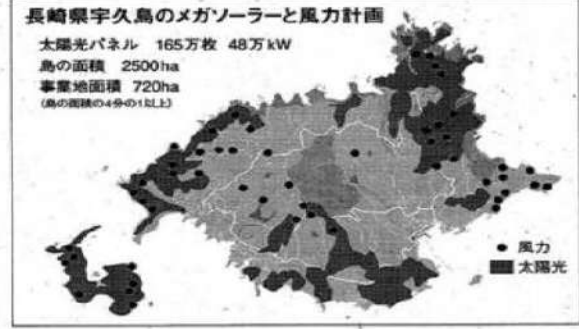 長崎県宇久島のメガソーラーと風力計画
太陽光パネル 165万枚 48万kW
島の面積 2500ha
事業地面積 720ha
(島の面積の4分の1以上)
● 風力
■ 太陽光